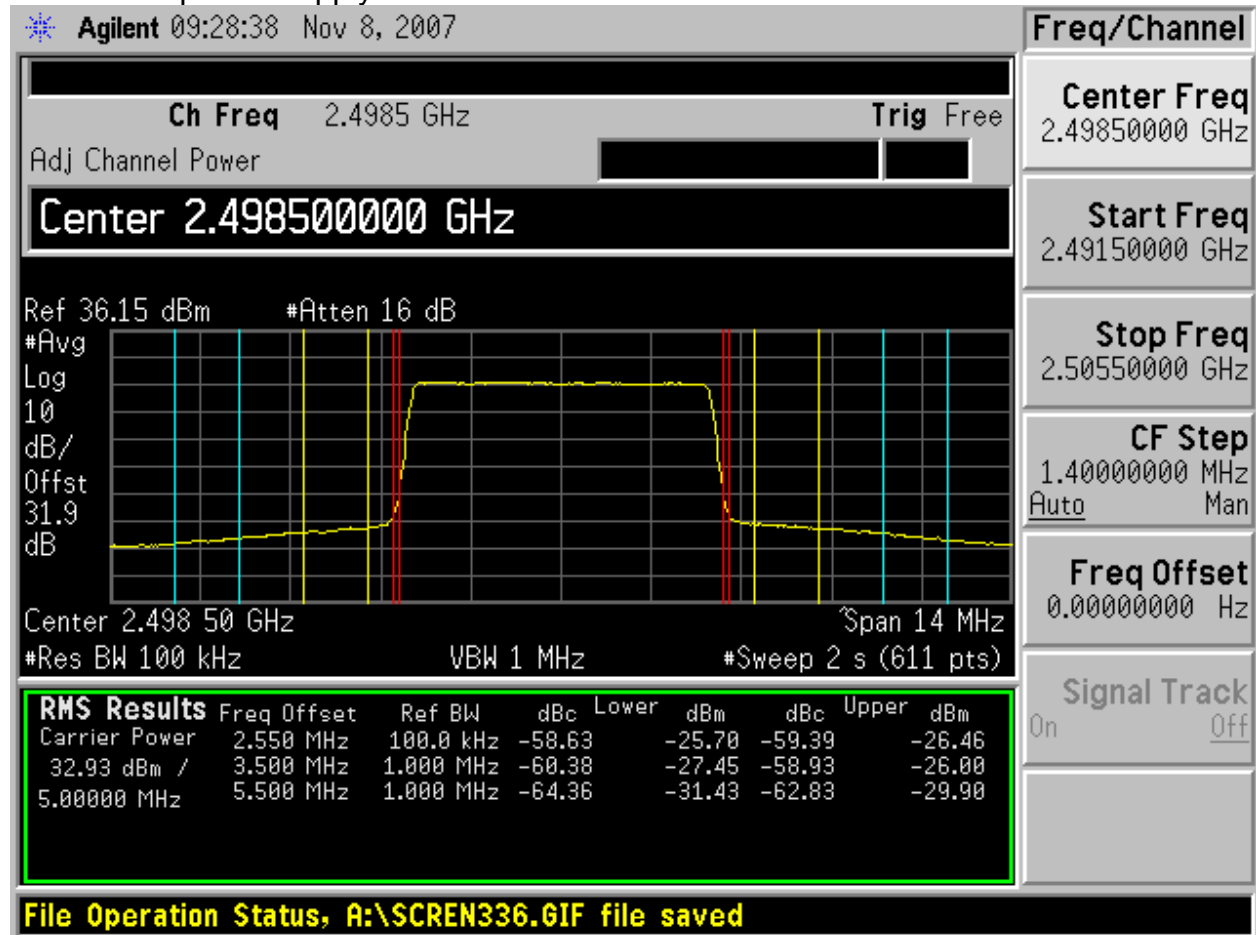 Agilent 09:28:38 Nov 8, 2007
Freq/Channel
Ch Freq 2.4985 GHz Trig Free
Adj Channel Power
Center 2.498500000 GHz
Ref 36.15 dBm #Atten 16 dB
#Avg
Log
10
dB/
Offst
31.9
dB
Center 2.498 50 GHz Span 14 MHz
#Res BW 100 kHz VBW 1 MHz #Sweep 2 s (611 pts)
RMS Results Freq Offset Ref BW dBc Lower dBm dBc Upper dBm
Carrier Power 2.550 MHz 100.0 kHz -58.63 -25.70 -59.39 -26.46
32.93 dBm / 3.500 MHz 1.000 MHz -60.38 -27.45 -58.93 -26.00
5.00000 MHz 5.500 MHz 1.000 MHz -64.36 -31.43 -62.83 -29.90
File Operation Status, A:\SCREN336.GIF file saved
Center Freq
2.49850000 GHz
Start Freq
2.49150000 GHz
Stop Freq
2.50550000 GHz
CF Step
1.40000000 MHz
Auto Man
Freq Offset
0.00000000 Hz
Signal Track
On Off